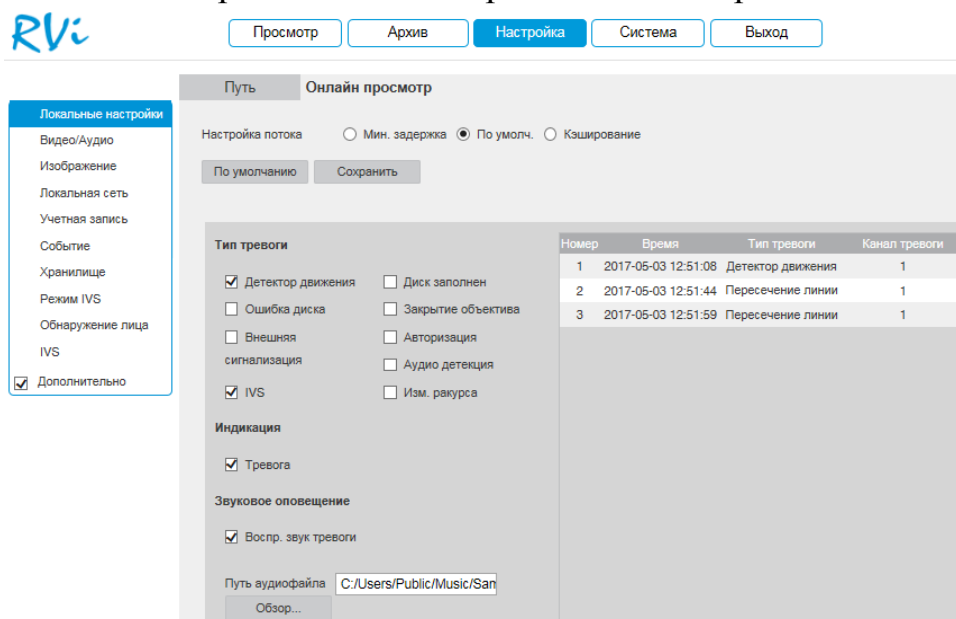 RVi
Просмотр Архив Настройка Система Выход
Путь Онлайн просмотр
Локальные настройки
Видео/Аудио
Изображение
Локальная сеть
Учетная запись
Событие
Хранилище
Режим IVS
Обнаружение лица
IVS
Дополнительно
Настройка потока Мин. задержка По умолч. Кэширование
По умолчанию Сохранить
Тип тревоги
Детектор движения Диск заполнен
Ошибка диска Закрытие объектива
Внешняя сигнализация Авторизация
Аудио детекция
IVS Изм. ракурса
Индикация
Тревога
Звуковое оповещение
Воспр. звук тревоги
Путь аудиофайла C:/Users/Public/Music/Sam
Обзор...
Номер Время Тип тревоги Канал тревоги
1 2017-05-03 12:51:08 Детектор движения 1
2 2017-05-03 12:51:44 Пересечение линии 1
3 2017-05-03 12:51:59 Пересечение линии 1